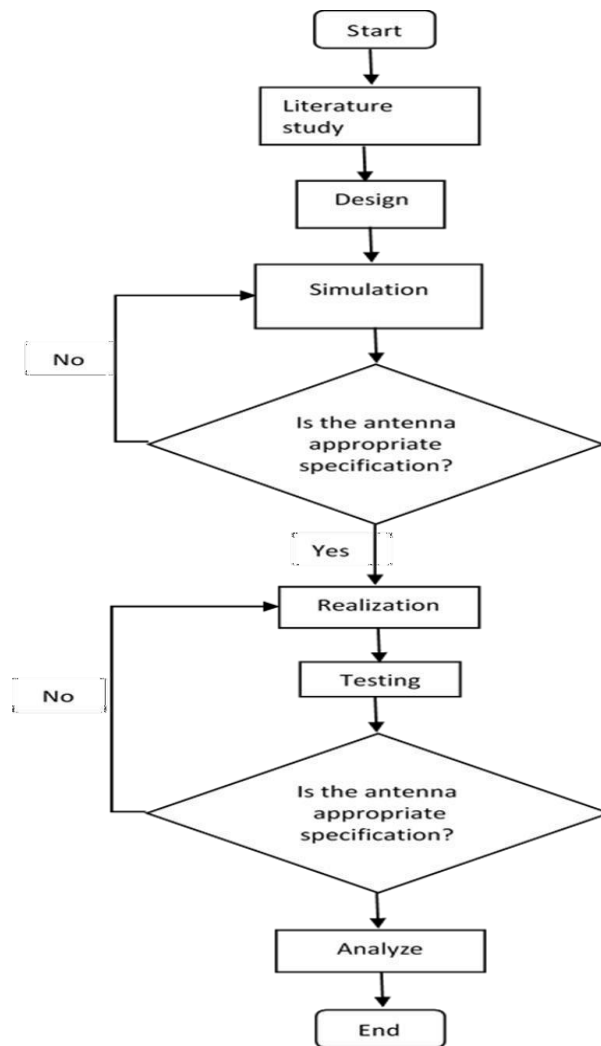 Start
Literature
study
Design
Simulation
No
Is the antenna
appropriate
specification?
Yes
Realization
No
Testing
Is the antenna
appropriate
specification?
Analyze
End